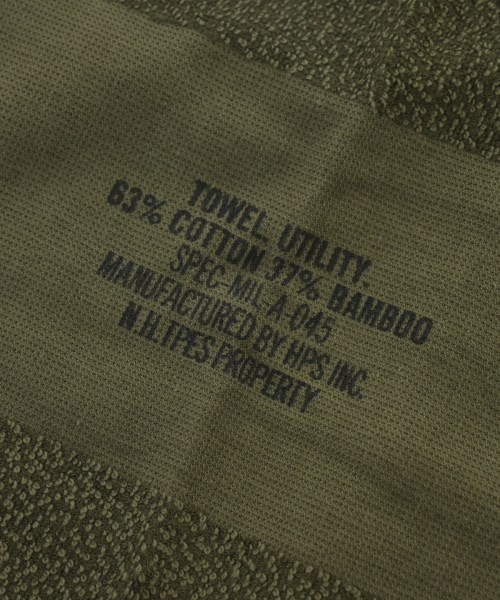 TOWEL. UTILITY.
63% COTTON 37% BAMBOO
SPEC-MIL A-045
MANUFACTURED BY HPS INC.
N.H.TPES PROPERTY